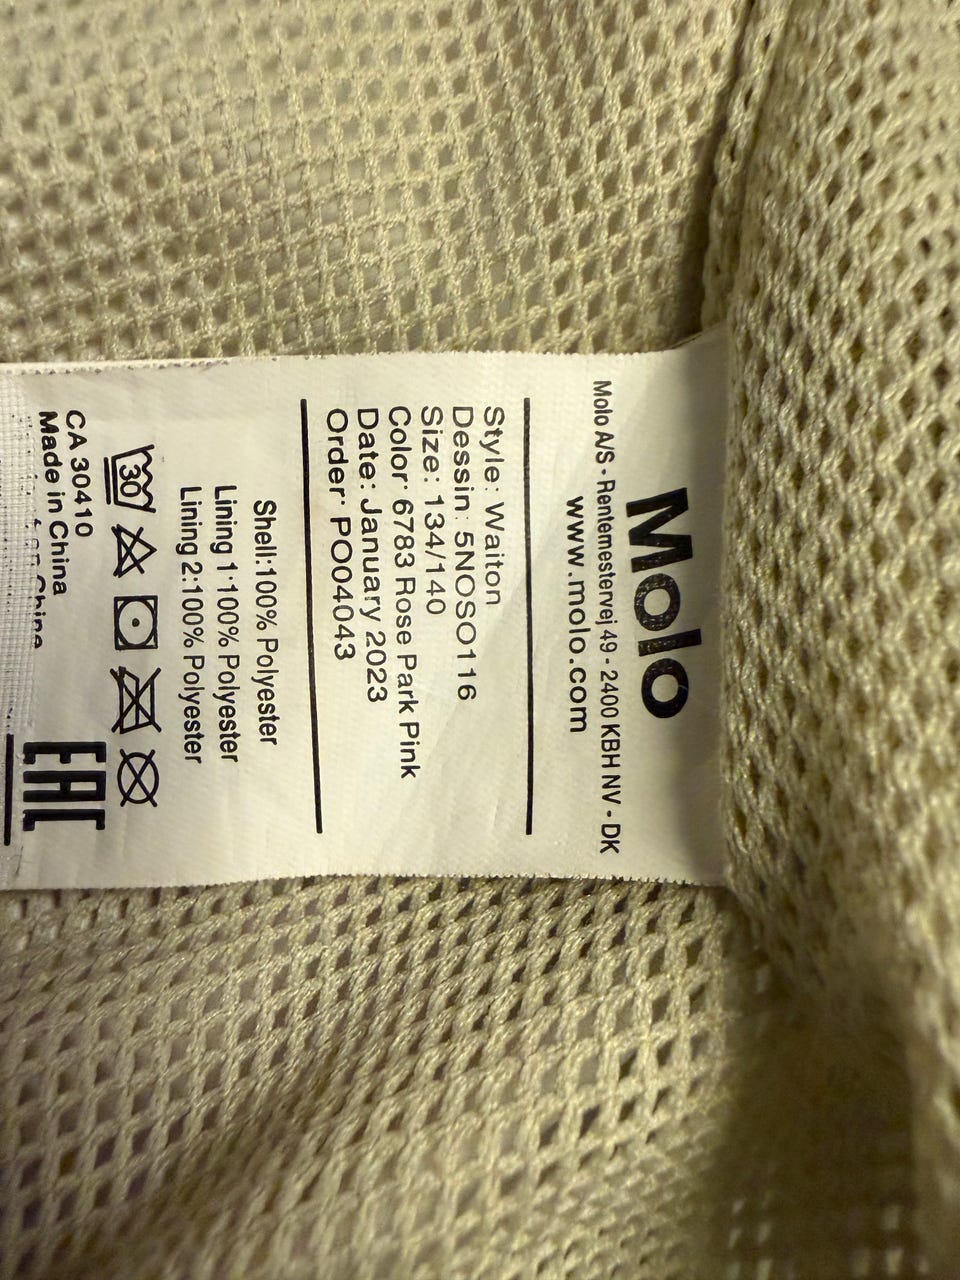 Molo
Molo A/S - Rentemestervej 49 - 2400 KBH NV - DK
www.molo.com
Style: Waiton
Dessin: 5NOSO116
Size: 134/140
Color: 6783 Rose Park Pink
Date: January 2023
Order: PO04043
Shell:100% Polyester
Lining 1:100% Polyester
Lining 2:100% Polyester
30
CA 30410
Made in China
EAC